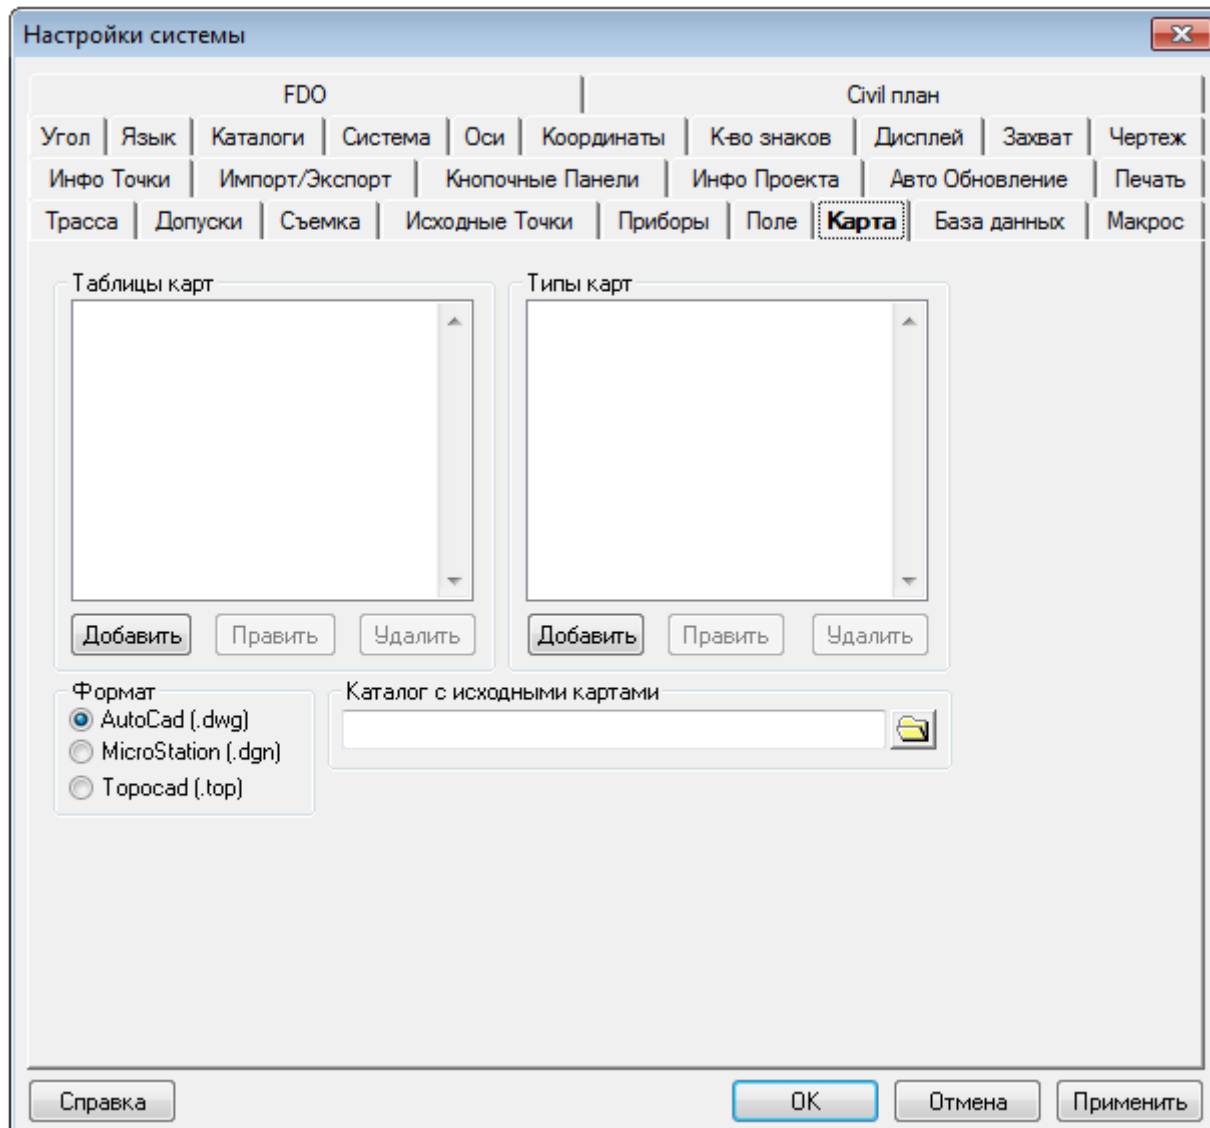 Настройки системы
FDO Civil план
Угол Язык Каталоги Система Оси Координаты К-во знаков Дисплей Захват Чертеж
Инфо Точки Импорт/Экспорт Кнопочные Панели Инфо Проекта Авто Обновление Печать
Трасса Допуски Съемка Исходные Точки Приборы Поле Карта База данных Макрос
Таблицы карт Типы карт
Добавить Править Удалить Добавить Править Удалить
Формат Каталог с исходными картами
AutoCad (.dwg)
MicroStation (.dgn)
Topocad (.top)
Справка OK Отмена Применить